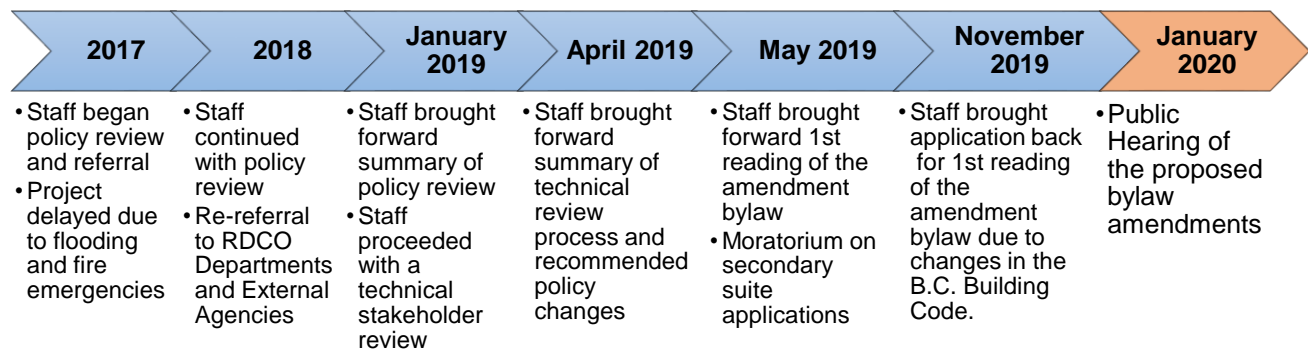 2017
• Staff began
policy review
and referral
• Project
delayed due
to flooding
and fire
emergencies
2018
• Staff
continued
with policy
review
• Re-referral
to RDCO
Departments
and External
Agencies
January
2019
• Staff brought
forward
summary of
policy review
• Staff
proceeded
with a
technical
stakeholder
review
April 2019
• Staff brought
forward
summary of
technical
review
process and
recommended
policy
changes
May 2019
• Staff brought
forward 1st
reading of the
amendment
bylaw
• Moratorium on
secondary
suite
applications
November
2019
• Staff brought
application back
for 1st reading
of the
amendment
bylaw due to
changes in the
B.C. Building
Code.
January
2020
• Public
Hearing of
the proposed
bylaw
amendments